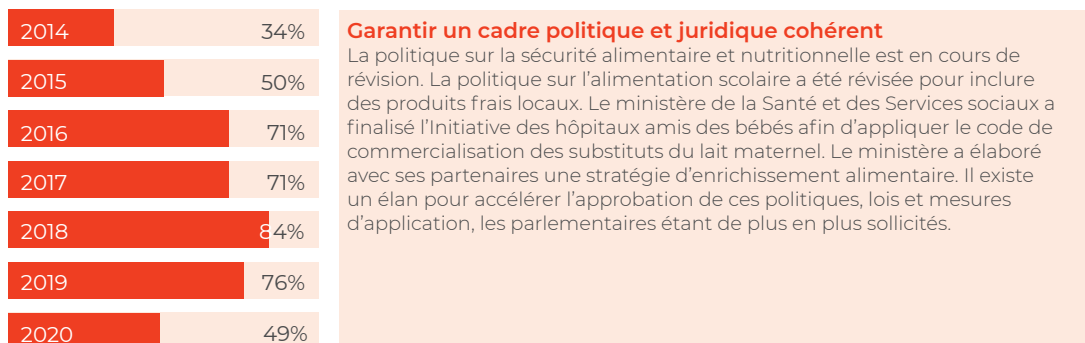 2014 34%
2015 50%
2016 71%
2017 71%
2018 84%
2019 76%
2020 49%
Garantir un cadre politique et juridique cohérent
La politique sur la sécurité alimentaire et nutritionnelle est en cours de
révision. La politique sur l’alimentation scolaire a été révisée pour inclure
des produits frais locaux. Le ministère de la Santé et des Services sociaux a
finalisé l’Initiative des hôpitaux amis des bébés afin d’appliquer le code de
commercialisation des substituts du lait maternel. Le ministère a élaboré
avec ses partenaires une stratégie d’enrichissement alimentaire. Il existe
un élan pour accélérer l’approbation de ces politiques, lois et mesures
d’application, les parlementaires étant de plus en plus sollicités.